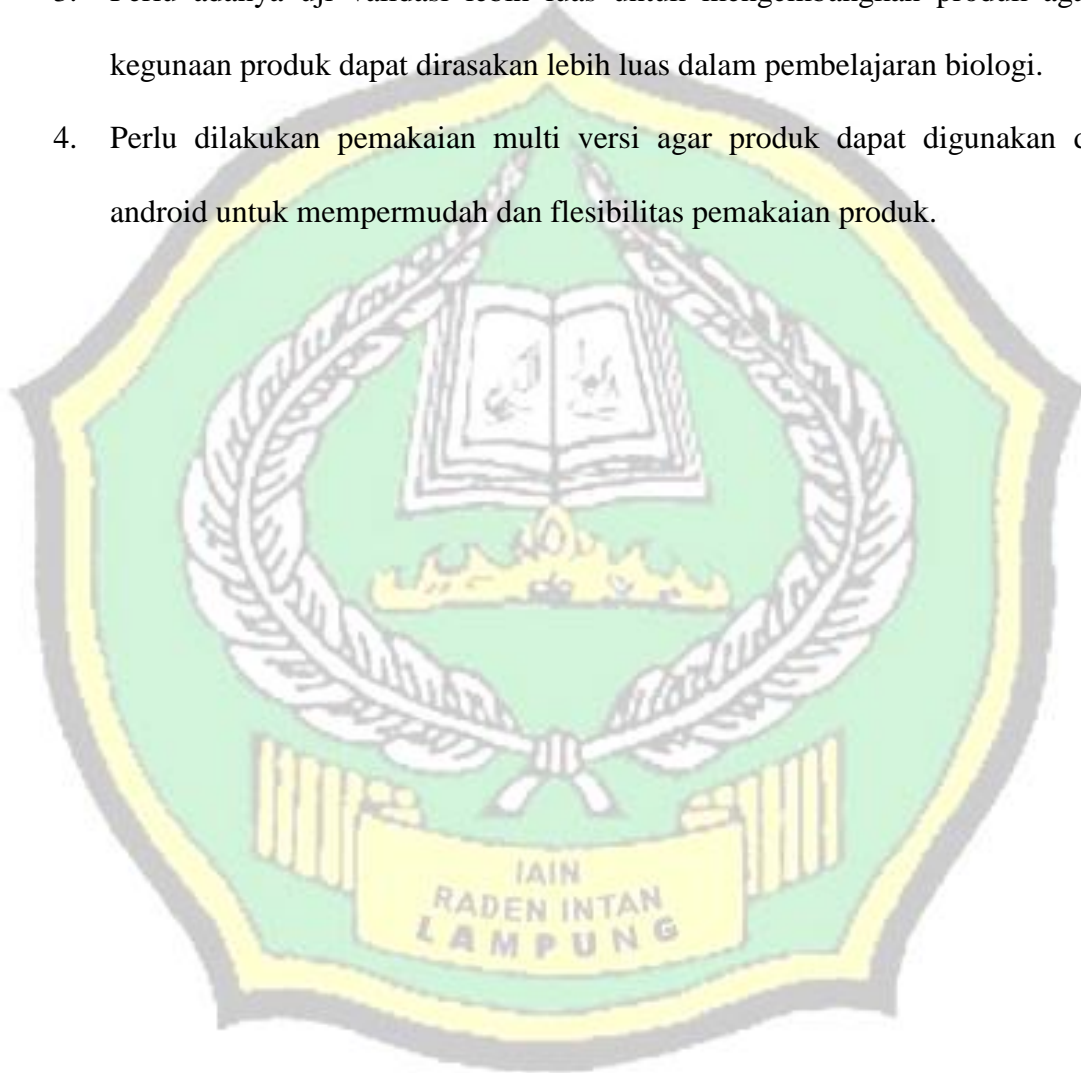 kegunaan produk dapat dirasakan lebih luas dalam pembelajaran biologi.
4. Perlu dilakukan pemakaian multi versi agar produk dapat digunakan
android untuk mempermudah dan flesibilitas pemakaian produk.
IAIN
RADEN INTAN
LAMPUNG